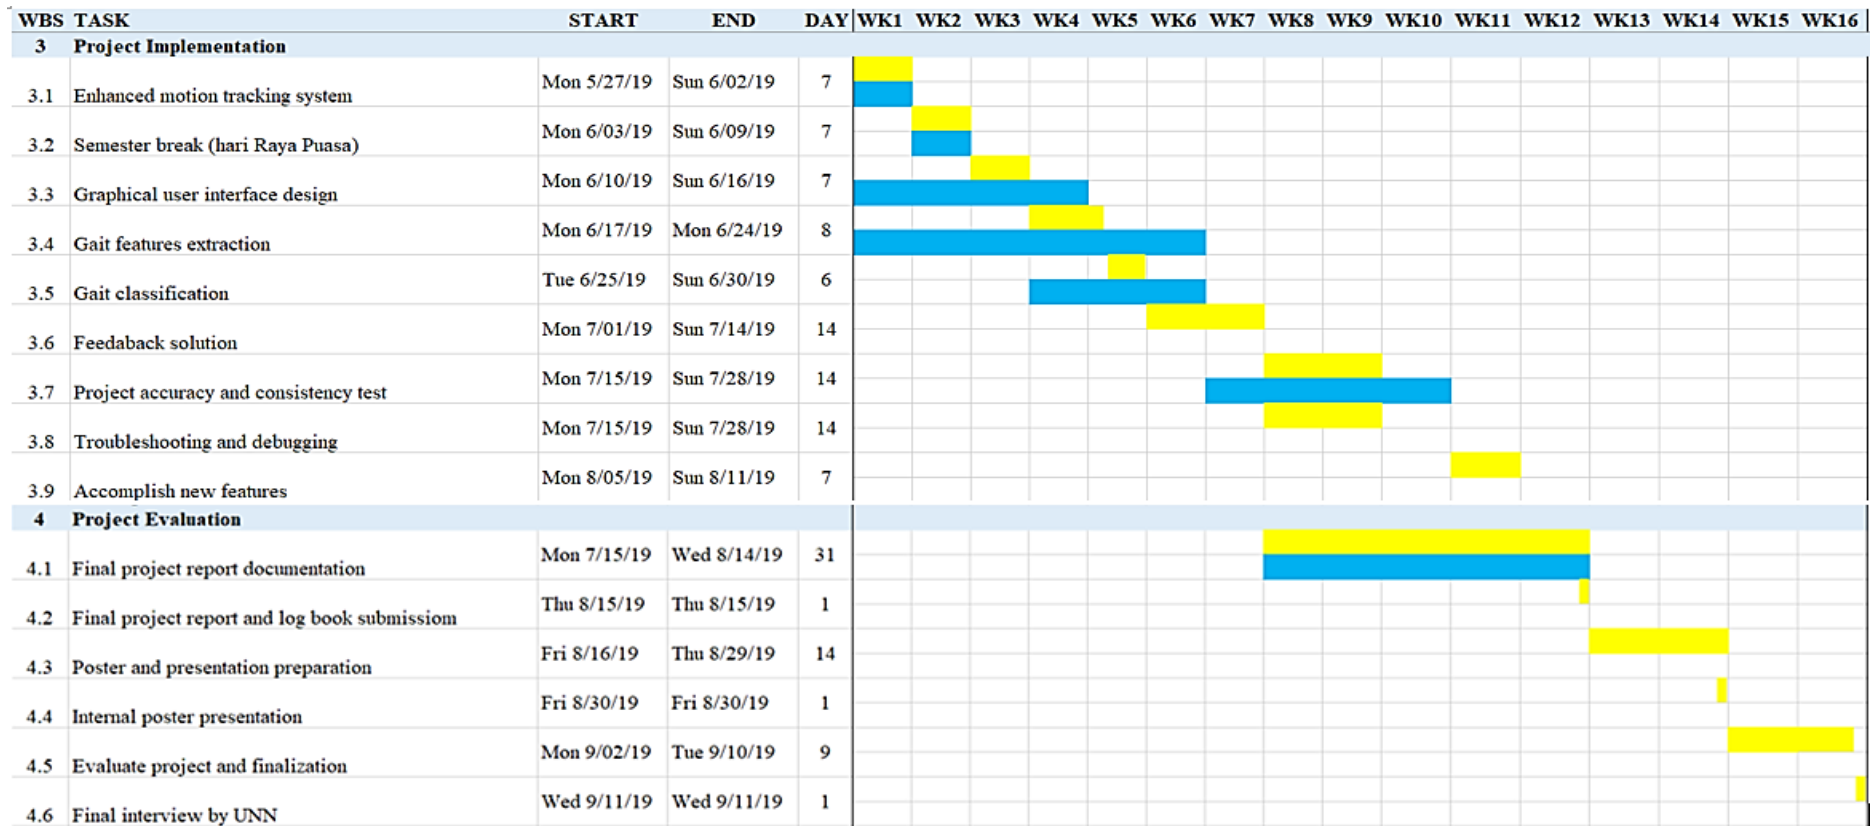 WBS TASK START END DAY WK1 WK2 WK3 WK4 WK5 WK6 WK7 WK8 WK9 WK10 WK11 WK12 WK13 WK14 WK15 WK16
3 Project Implementation
3.1 Enhanced motion tracking system Mon 5/27/19 Sun 6/02/19 7
3.2 Semester break (hari Raya Puasa) Mon 6/03/19 Sun 6/09/19 7
3.3 Graphical user interface design Mon 6/10/19 Sun 6/16/19 7
3.4 Gait features extraction Mon 6/17/19 Mon 6/24/19 8
3.5 Gait classification Tue 6/25/19 Sun 6/30/19 6
3.6 Feedaback solution Mon 7/01/19 Sun 7/14/19 14
3.7 Project accuracy and consistency test Mon 7/15/19 Sun 7/28/19 14
3.8 Troubleshooting and debugging Mon 7/15/19 Sun 7/28/19 14
3.9 Accomplish new features Mon 8/05/19 Sun 8/11/19 7
4 Project Evaluation
4.1 Final project report documentation Mon 7/15/19 Wed 8/14/19 31
4.2 Final project report and log book submissiom Thu 8/15/19 Thu 8/15/19 1
4.3 Poster and presentation preparation Fri 8/16/19 Thu 8/29/19 14
4.4 Internal poster presentation Fri 8/30/19 Fri 8/30/19 1
4.5 Evaluate project and finalization Mon 9/02/19 Tue 9/10/19 9
4.6 Final interview by UNN Wed 9/11/19 Wed 9/11/19 1